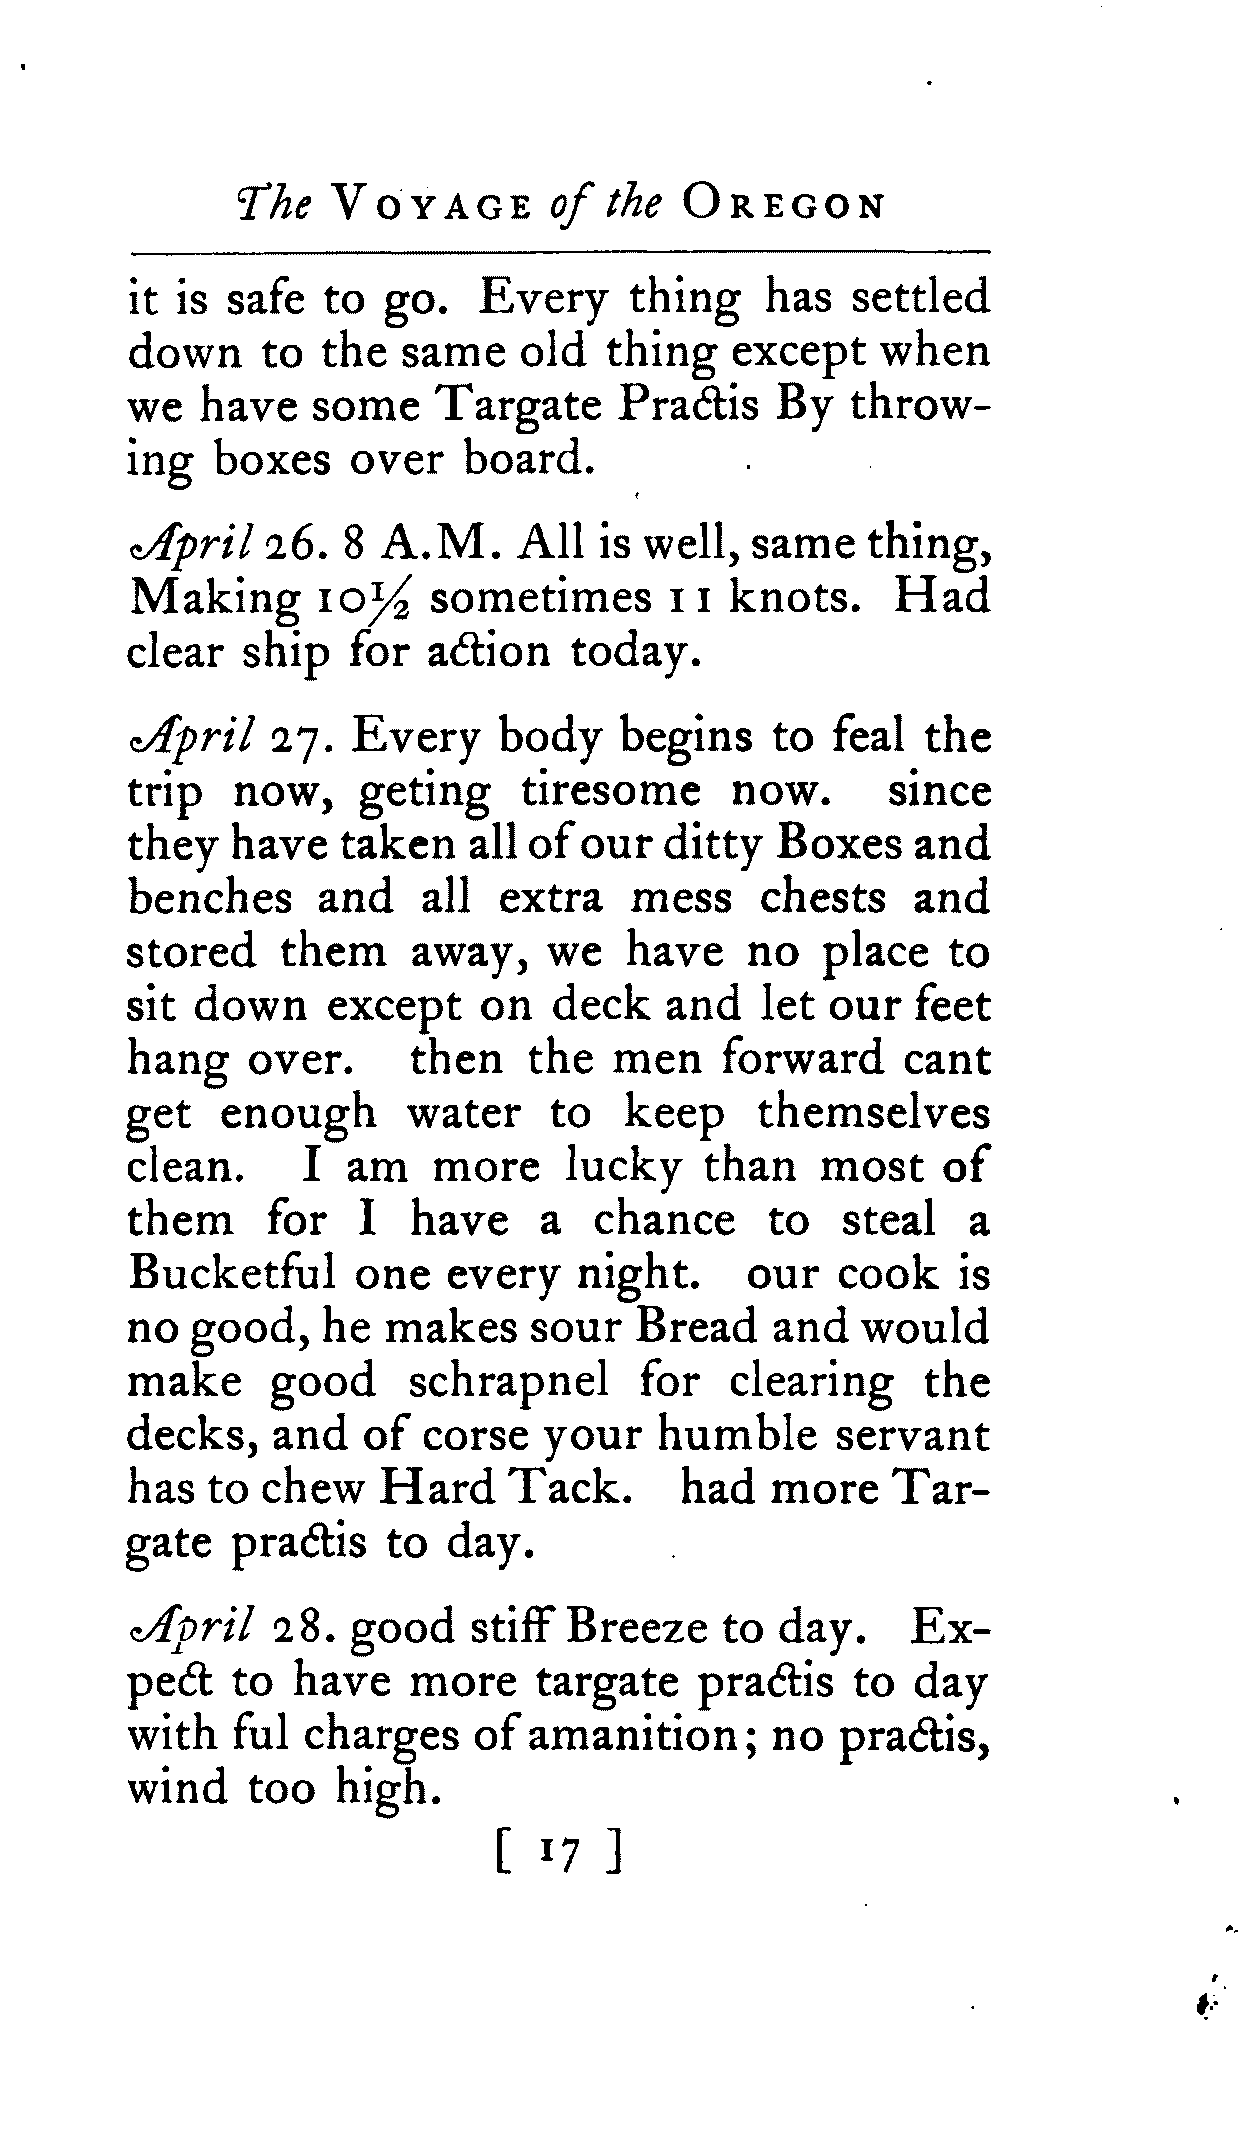 The VOYAGE of the OREGON
it is safe to go. Every thing has settled
down to the same old thing except when
we have some Targate Practis By throw-
ing boxes over board.
April 26. 8 A.M. All is well, same thing,
Making 10½ sometimes 11 knots. Had
clear ship for action today.
April 27. Every body begins to feal the
trip now, geting tiresome now. since
they have taken all of our ditty Boxes and
benches and all extra mess chests and
stored them away, we have no place to
sit down except on deck and let our feet
hang over. then the men forward cant
get enough water to keep themselves
clean. I am more lucky than most of
them for I have a chance to steal a
Bucketful one every night. our cook is
no good, he makes sour Bread and would
make good schrapnel for clearing the
decks, and of corse your humble servant
has to chew Hard Tack. had more Tar-
gate practis to day.
April 28. good stiff Breeze to day. Ex-
pect to have more targate practis to day
with ful charges of amanition; no practis,
wind too high.
[ 17 ]